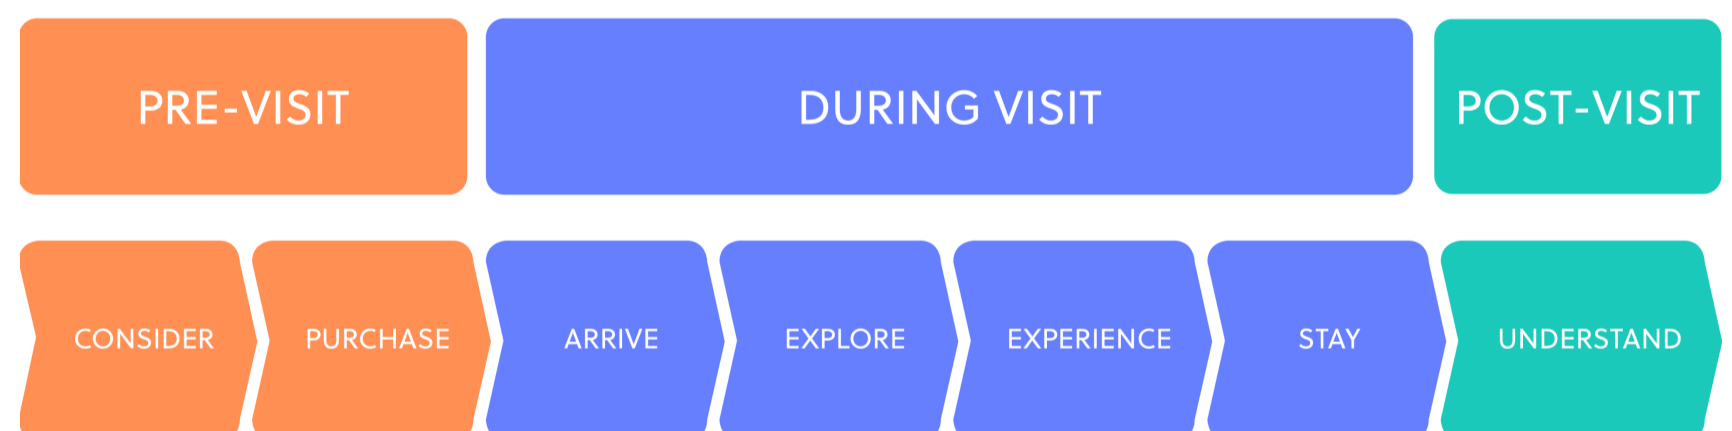 PRE-VISIT
DURING VISIT
POST-VISIT
CONSIDER
PURCHASE
ARRIVE
EXPLORE
EXPERIENCE
STAY
UNDERSTAND